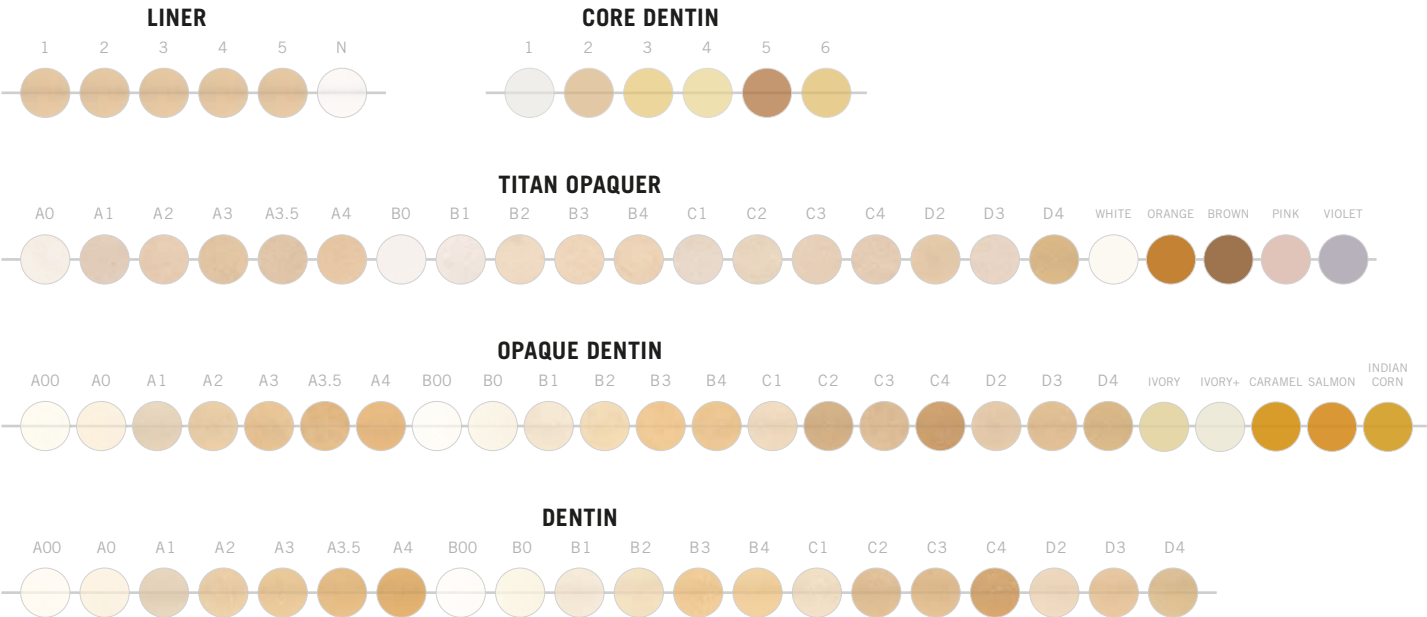 LINER
1 2 3 4 5 N
CORE DENTIN
1 2 3 4 5 6
TITAN OPAQUER
A0 A1 A2 A3 A3.5 A4 B0 B1 B2 B3 B4 C1 C2 C3 C4 D2 D3 D4 WHITE ORANGE BROWN PINK VIOLET
OPAQUE DENTIN
A00 A0 A1 A2 A3 A3.5 A4 B00 B0 B1 B2 B3 B4 C1 C2 C3 C4 D2 D3 D4 IVORY IVORY+ CARAMEL SALMON INDIAN
CORN
DENTIN
A00 A0 A1 A2 A3 A3.5 A4 B00 B0 B1 B2 B3 B4 C1 C2 C3 C4 D2 D3 D4